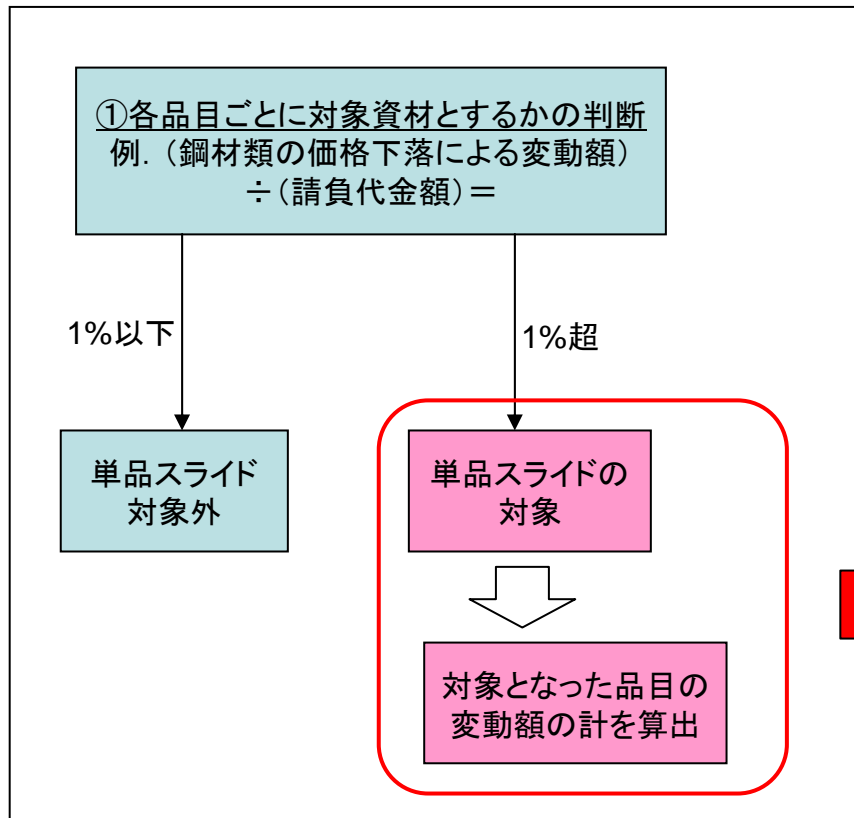 ①各品目ごとに対象資材とするかの判断
例．（鋼材類の価格下落による変動額）
÷（請負代金額）＝
1%以下
1%超
単品スライド
対象外
単品スライドの
対象
対象となった品目の
変動額の計を算出